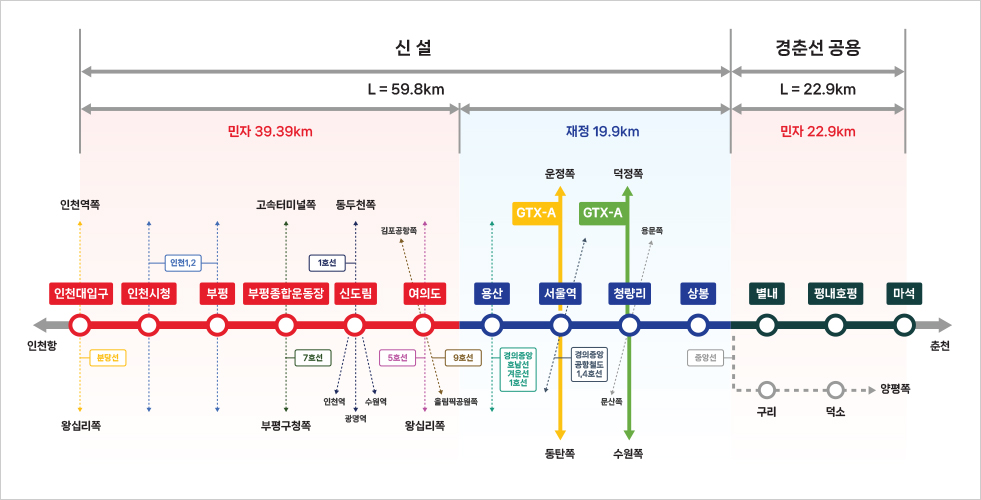 신 설
경춘선 공용
L = 59.8km
L = 22.9km
민자 39.39km
재정 19.9km
민자 22.9km
운정쪽
덕정쪽
인천역쪽
고속터미널쪽
동두천쪽
GTX-A
GTX-A
김포공항쪽
용문쪽
인천1,2
1호선
인천대입구
인천시청
부평
부평종합운동장
신도림
여의도
용산
서울역
청량리
상봉
별내
평내호평
마석
인천항
춘천
분당선
7호선
5호선
9호선
경의중앙
호남선
겨운선
1호선
경의중앙
공항철도
1,4호선
중앙선
인천역
수원역
광명역
올림픽공원쪽
문산쪽
양평쪽
구리
덕소
왕십리쪽
부평구청쪽
왕십리쪽
동탄쪽
수원쪽